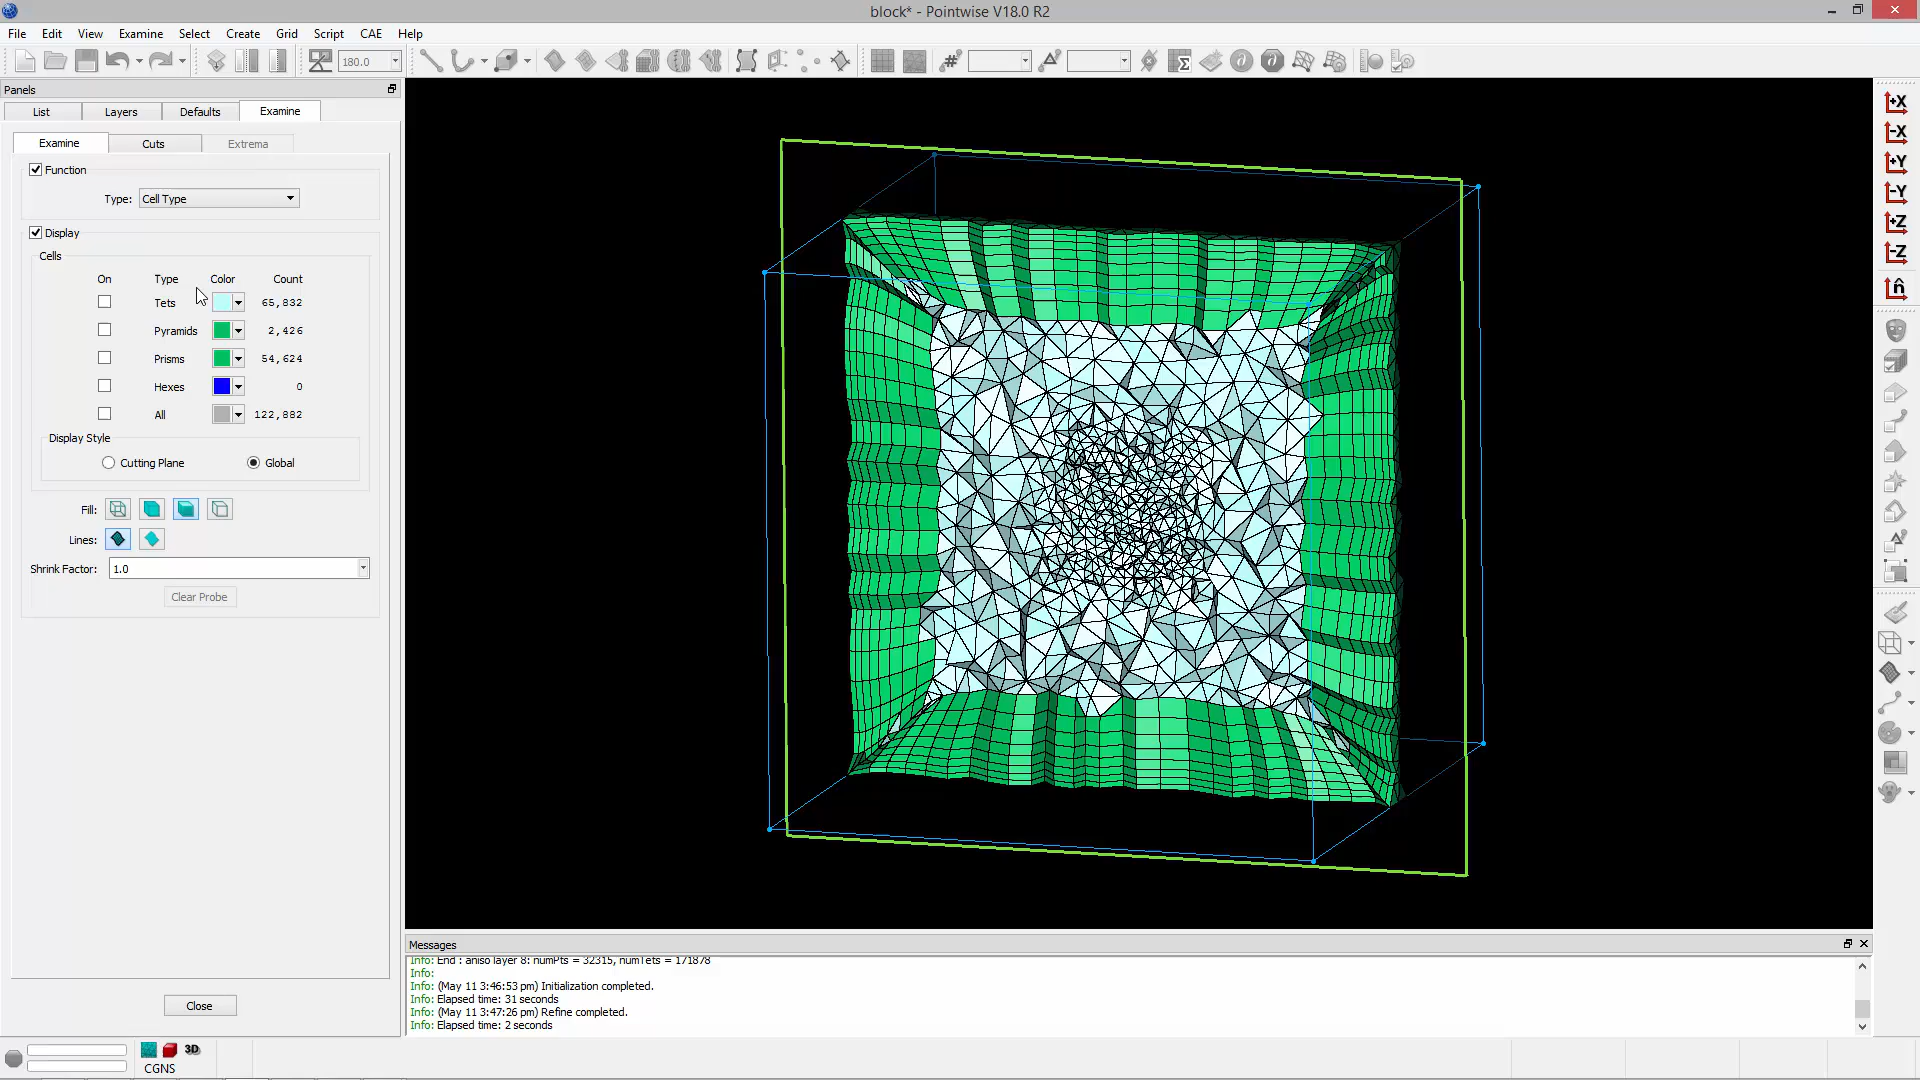 block* - Pointwise V18.0 R2
File Edit View Examine Select Create Grid Script CAE Help
180.0
Panels
List Layers Defaults Examine
Examine Cuts Extrema
Function
Type: Cell Type
Display
Cells
On Type Color Count
Tets 65,832
Pyramids 2,426
Prisms 54,624
Hexes 0
All 122,882
Display Style
Cutting Plane Global
Fill:
Lines:
Shrink Factor: 1.0
Clear Probe
Close
+X
-X
+Y
-Y
+Z
-Z
n̂
Messages
Info: End : aniso layer 8: numPts = 32315, numTets = 171878
Info:
Info: (May 11 3:46:53 pm) Initialization completed.
Info: Elapsed time: 31 seconds
Info: (May 11 3:47:26 pm) Refine completed.
Info: Elapsed time: 2 seconds
3D
CGNS